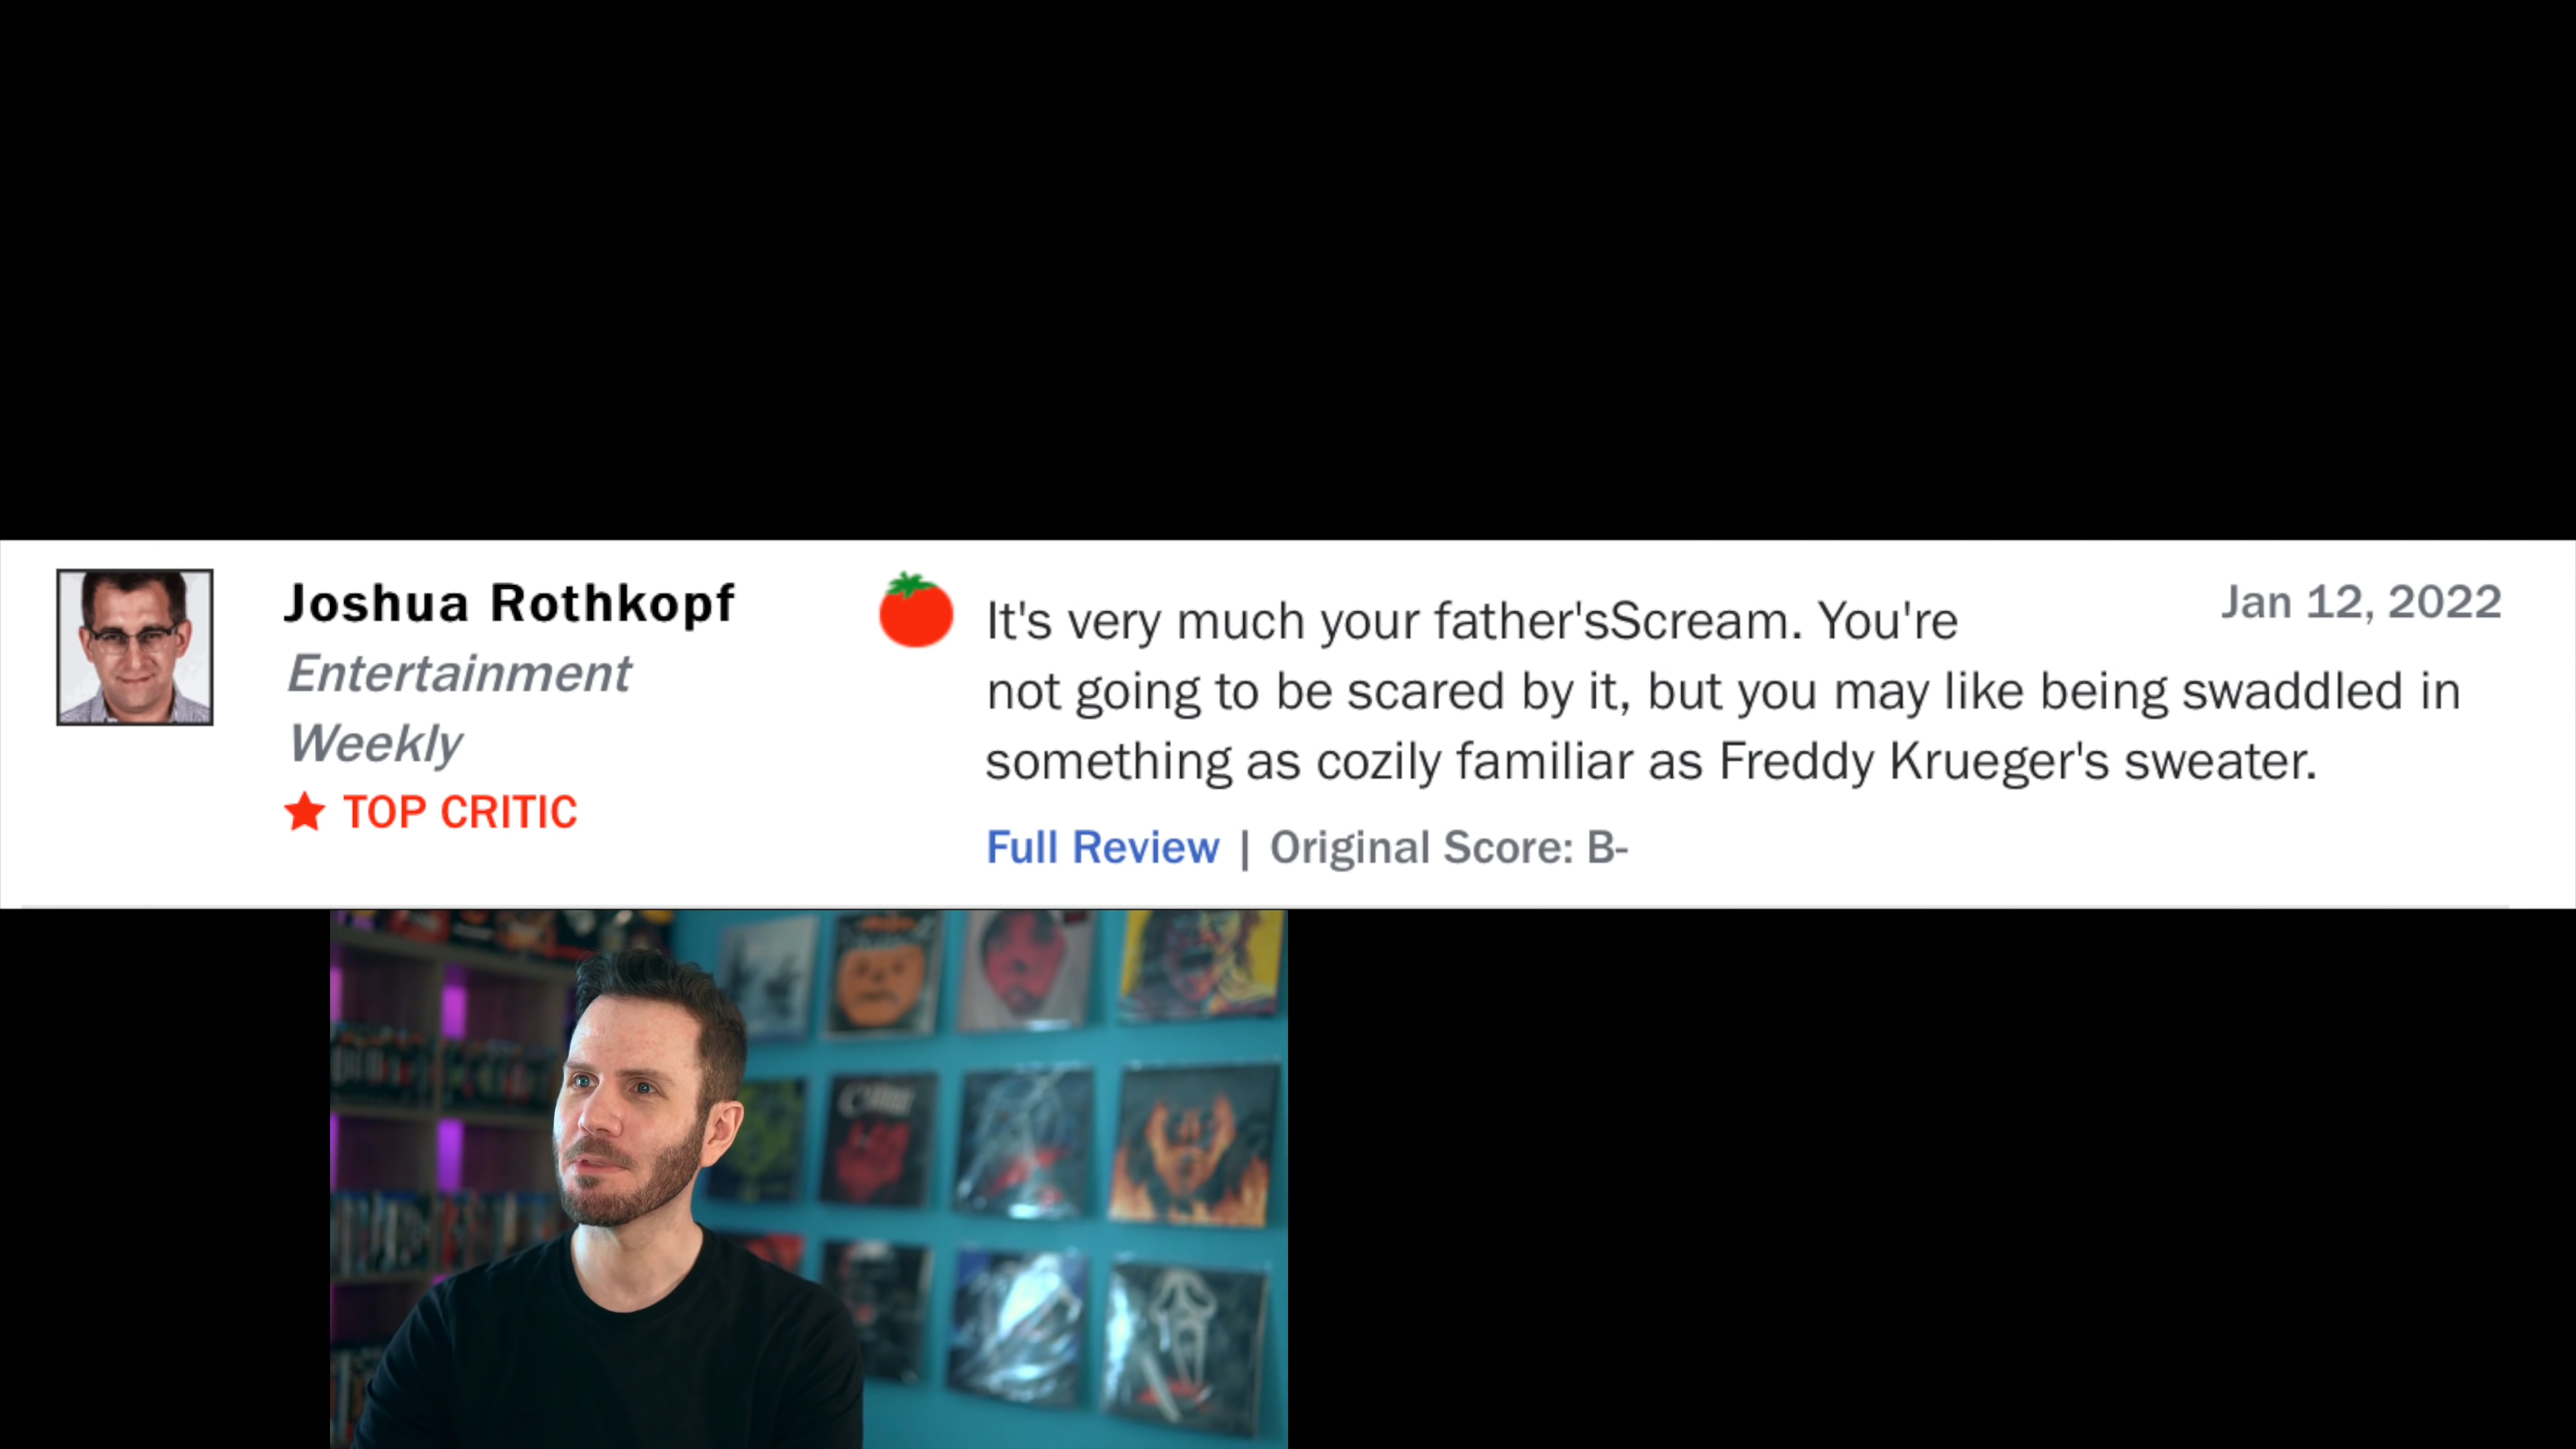 Joshua Rothkopf
Entertainment
Weekly
TOP CRITIC
It's very much your father'sScream. You're
not going to be scared by it, but you may like being swaddled in
something as cozily familiar as Freddy Krueger's sweater.
Full Review | Original Score: B-
Jan 12, 2022